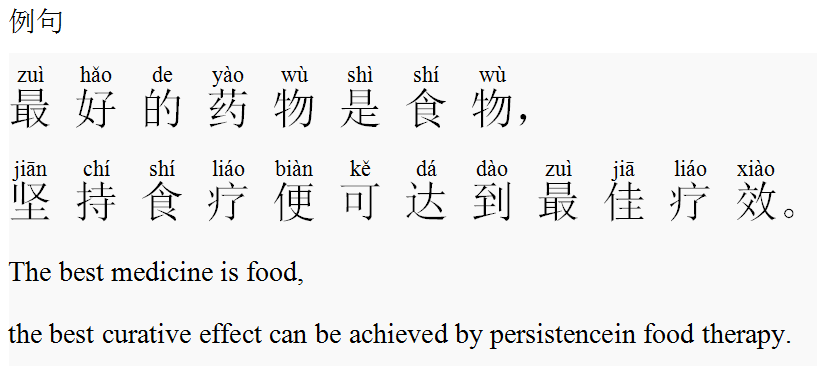 例句
zuì hǎo de yào wù shì shí wù
最好的药物是食物，
jiān chí shí liáo biàn kě dá dào zuì jiā liáo xiào
坚持食疗便可达到最佳疗效。
The best medicine is food,
the best curative effect can be achieved by persistencein food therapy.